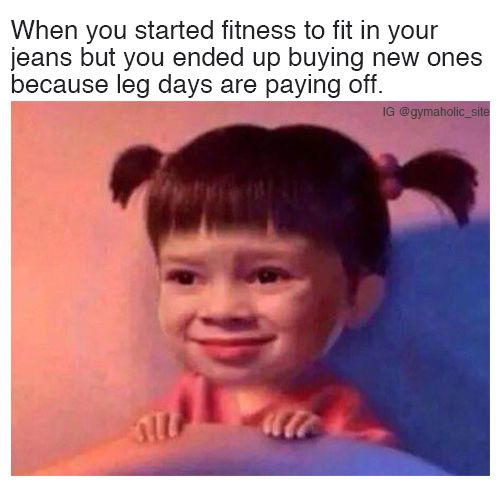 When you started fitness to fit in your
jeans but you ended up buying new ones
because leg days are paying off.
IG @gymaholic_site